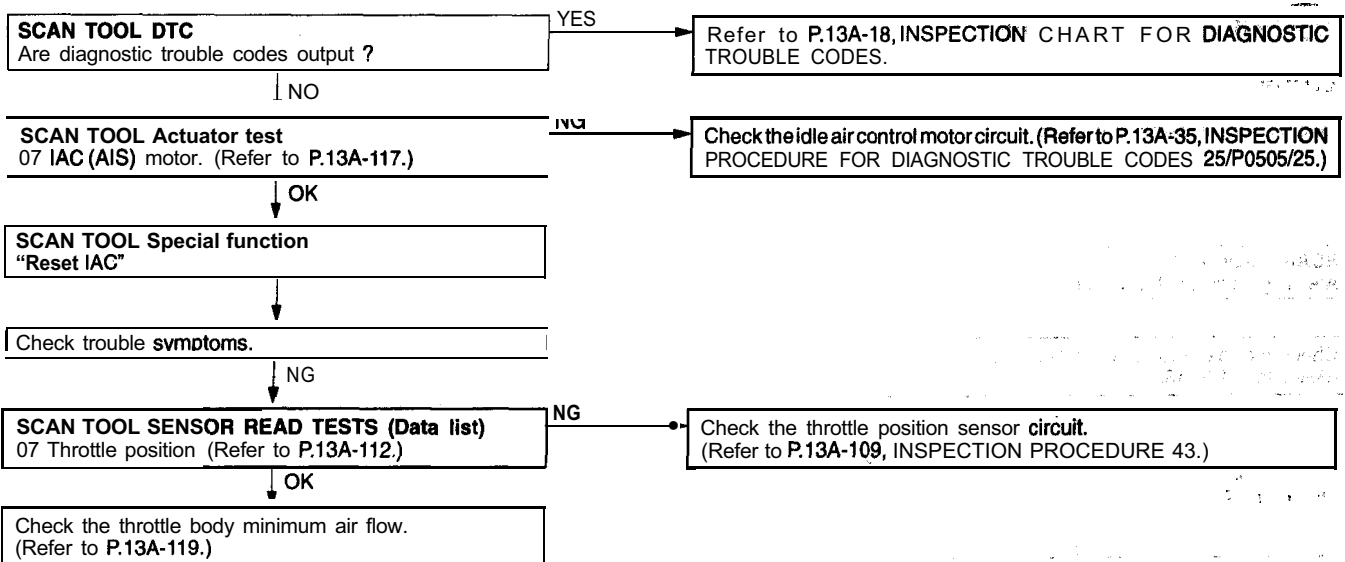 SCAN TOOL DTC
Are diagnostic trouble codes output ?
YES
Refer to P.13A-18, INSPECTION CHART FOR DIAGNOSTIC
TROUBLE CODES.
NO
SCAN TOOL Actuator test
07 IAC (AIS) motor. (Refer to P.13A-117.)
NG
Check the idle air control motor circuit. (Refer to P.13A-35, INSPECTION
PROCEDURE FOR DIAGNOSTIC TROUBLE CODES 25/P0505/25.)
OK
SCAN TOOL Special function
“Reset IAC”
Check trouble symptoms.
NG
SCAN TOOL SENSOR READ TESTS (Data list)
07 Throttle position (Refer to P.13A-112.)
NG
Check the throttle position sensor circuit.
(Refer to P.13A-109, INSPECTION PROCEDURE 43.)
OK
Check the throttle body minimum air flow.
(Refer to P.13A-119.)